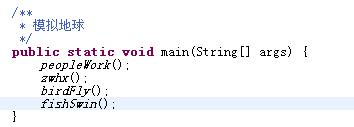 /**
* 模拟地球
*/
public static void main(String[] args) {
peopleWork();
zwhx();
birdFly();
fishSwin();
}